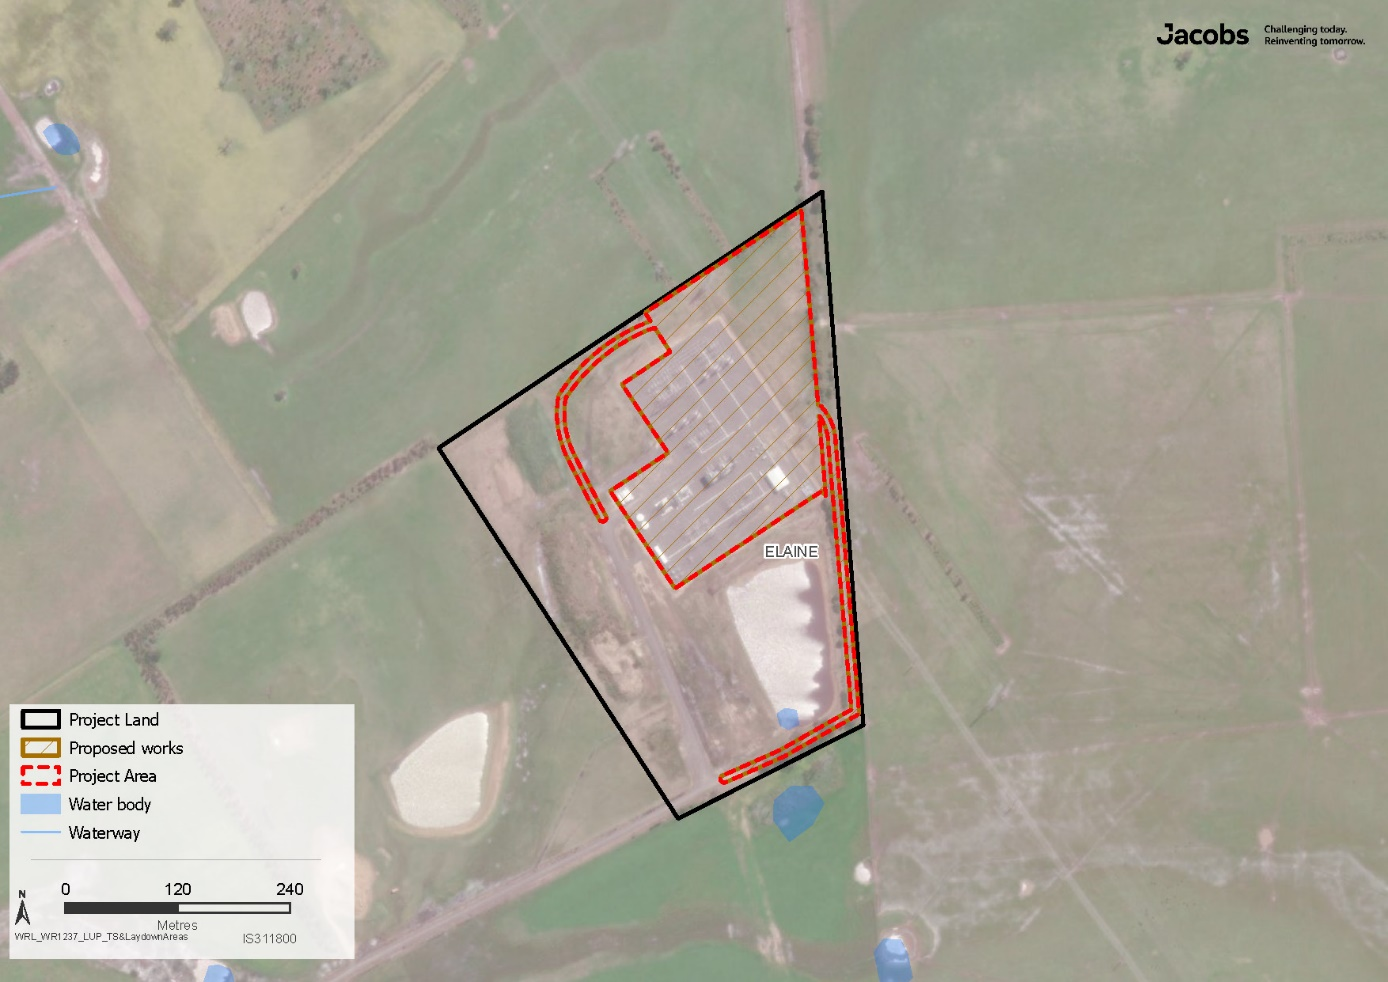 Jacobs
Challenging today.
Reinventing tomorrow.
ELAINE
Project Land
Proposed works
Project Area
Water body
Waterway
N
0 120 240
Metres
WRL_WR1237_LUP_TS&LaydownAreas
IS311800